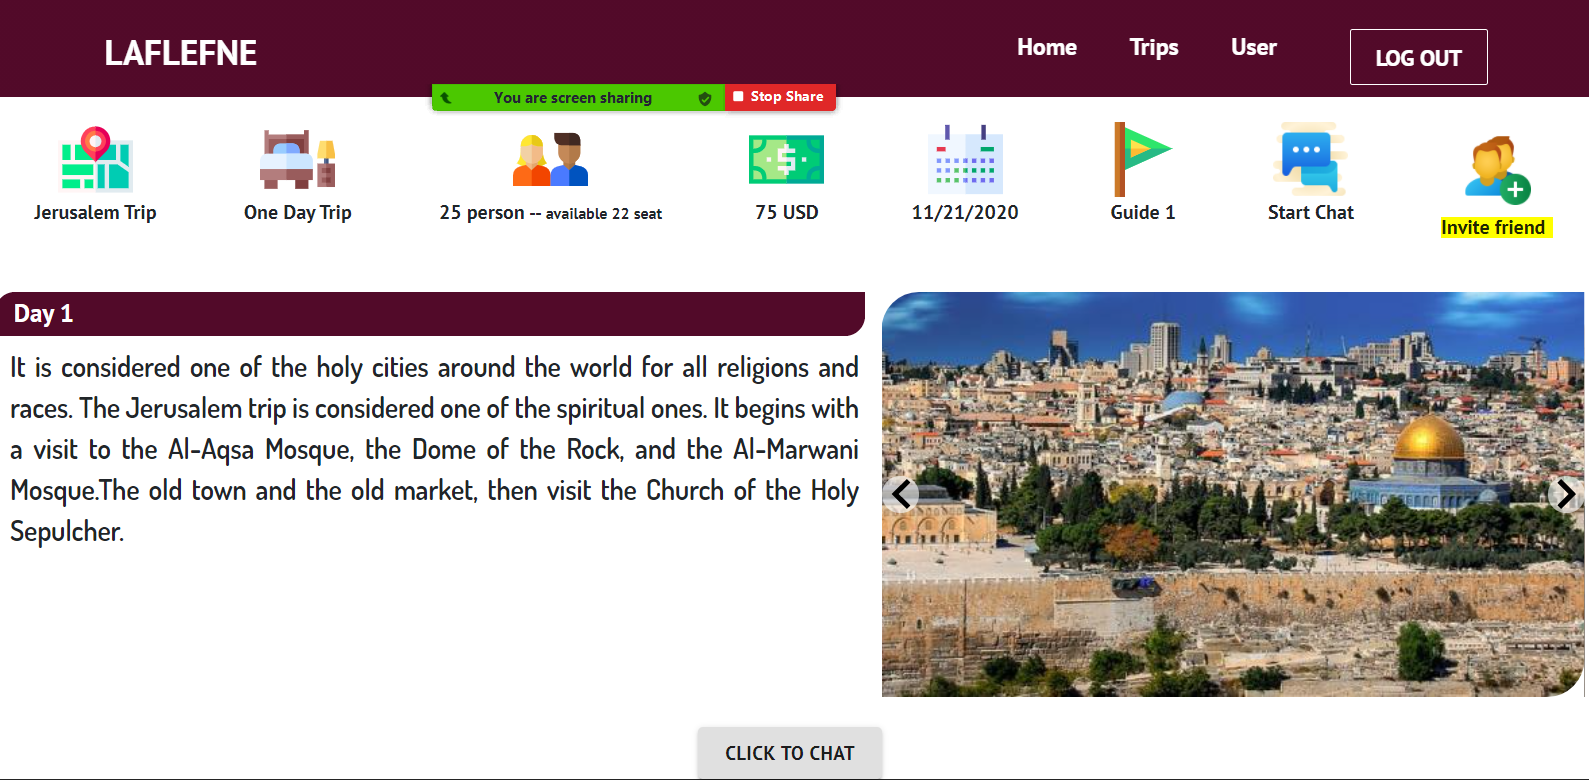 LAFLEFNE
Home Trips User LOG OUT
You are screen sharing Stop Share
Jerusalem Trip
One Day Trip
25 person -- available 22 seat
75 USD
11/21/2020
Guide 1
Start Chat
Invite friend
Day 1
It is considered one of the holy cities around the world for all religions and
races. The Jerusalem trip is considered one of the spiritual ones. It begins with
a visit to the Al-Aqsa Mosque, the Dome of the Rock, and the Al-Marwani
Mosque.The old town and the old market, then visit the Church of the Holy
Sepulcher.
CLICK TO CHAT